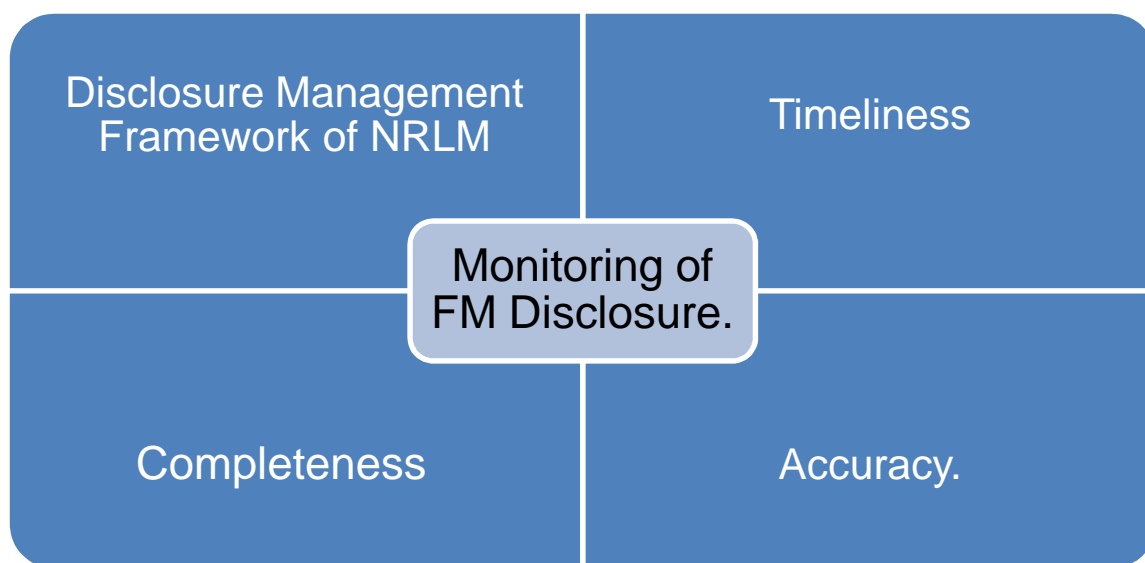 Disclosure Management
Framework of NRLM
Timeliness
Monitoring of
FM Disclosure.
Completeness
Accuracy.